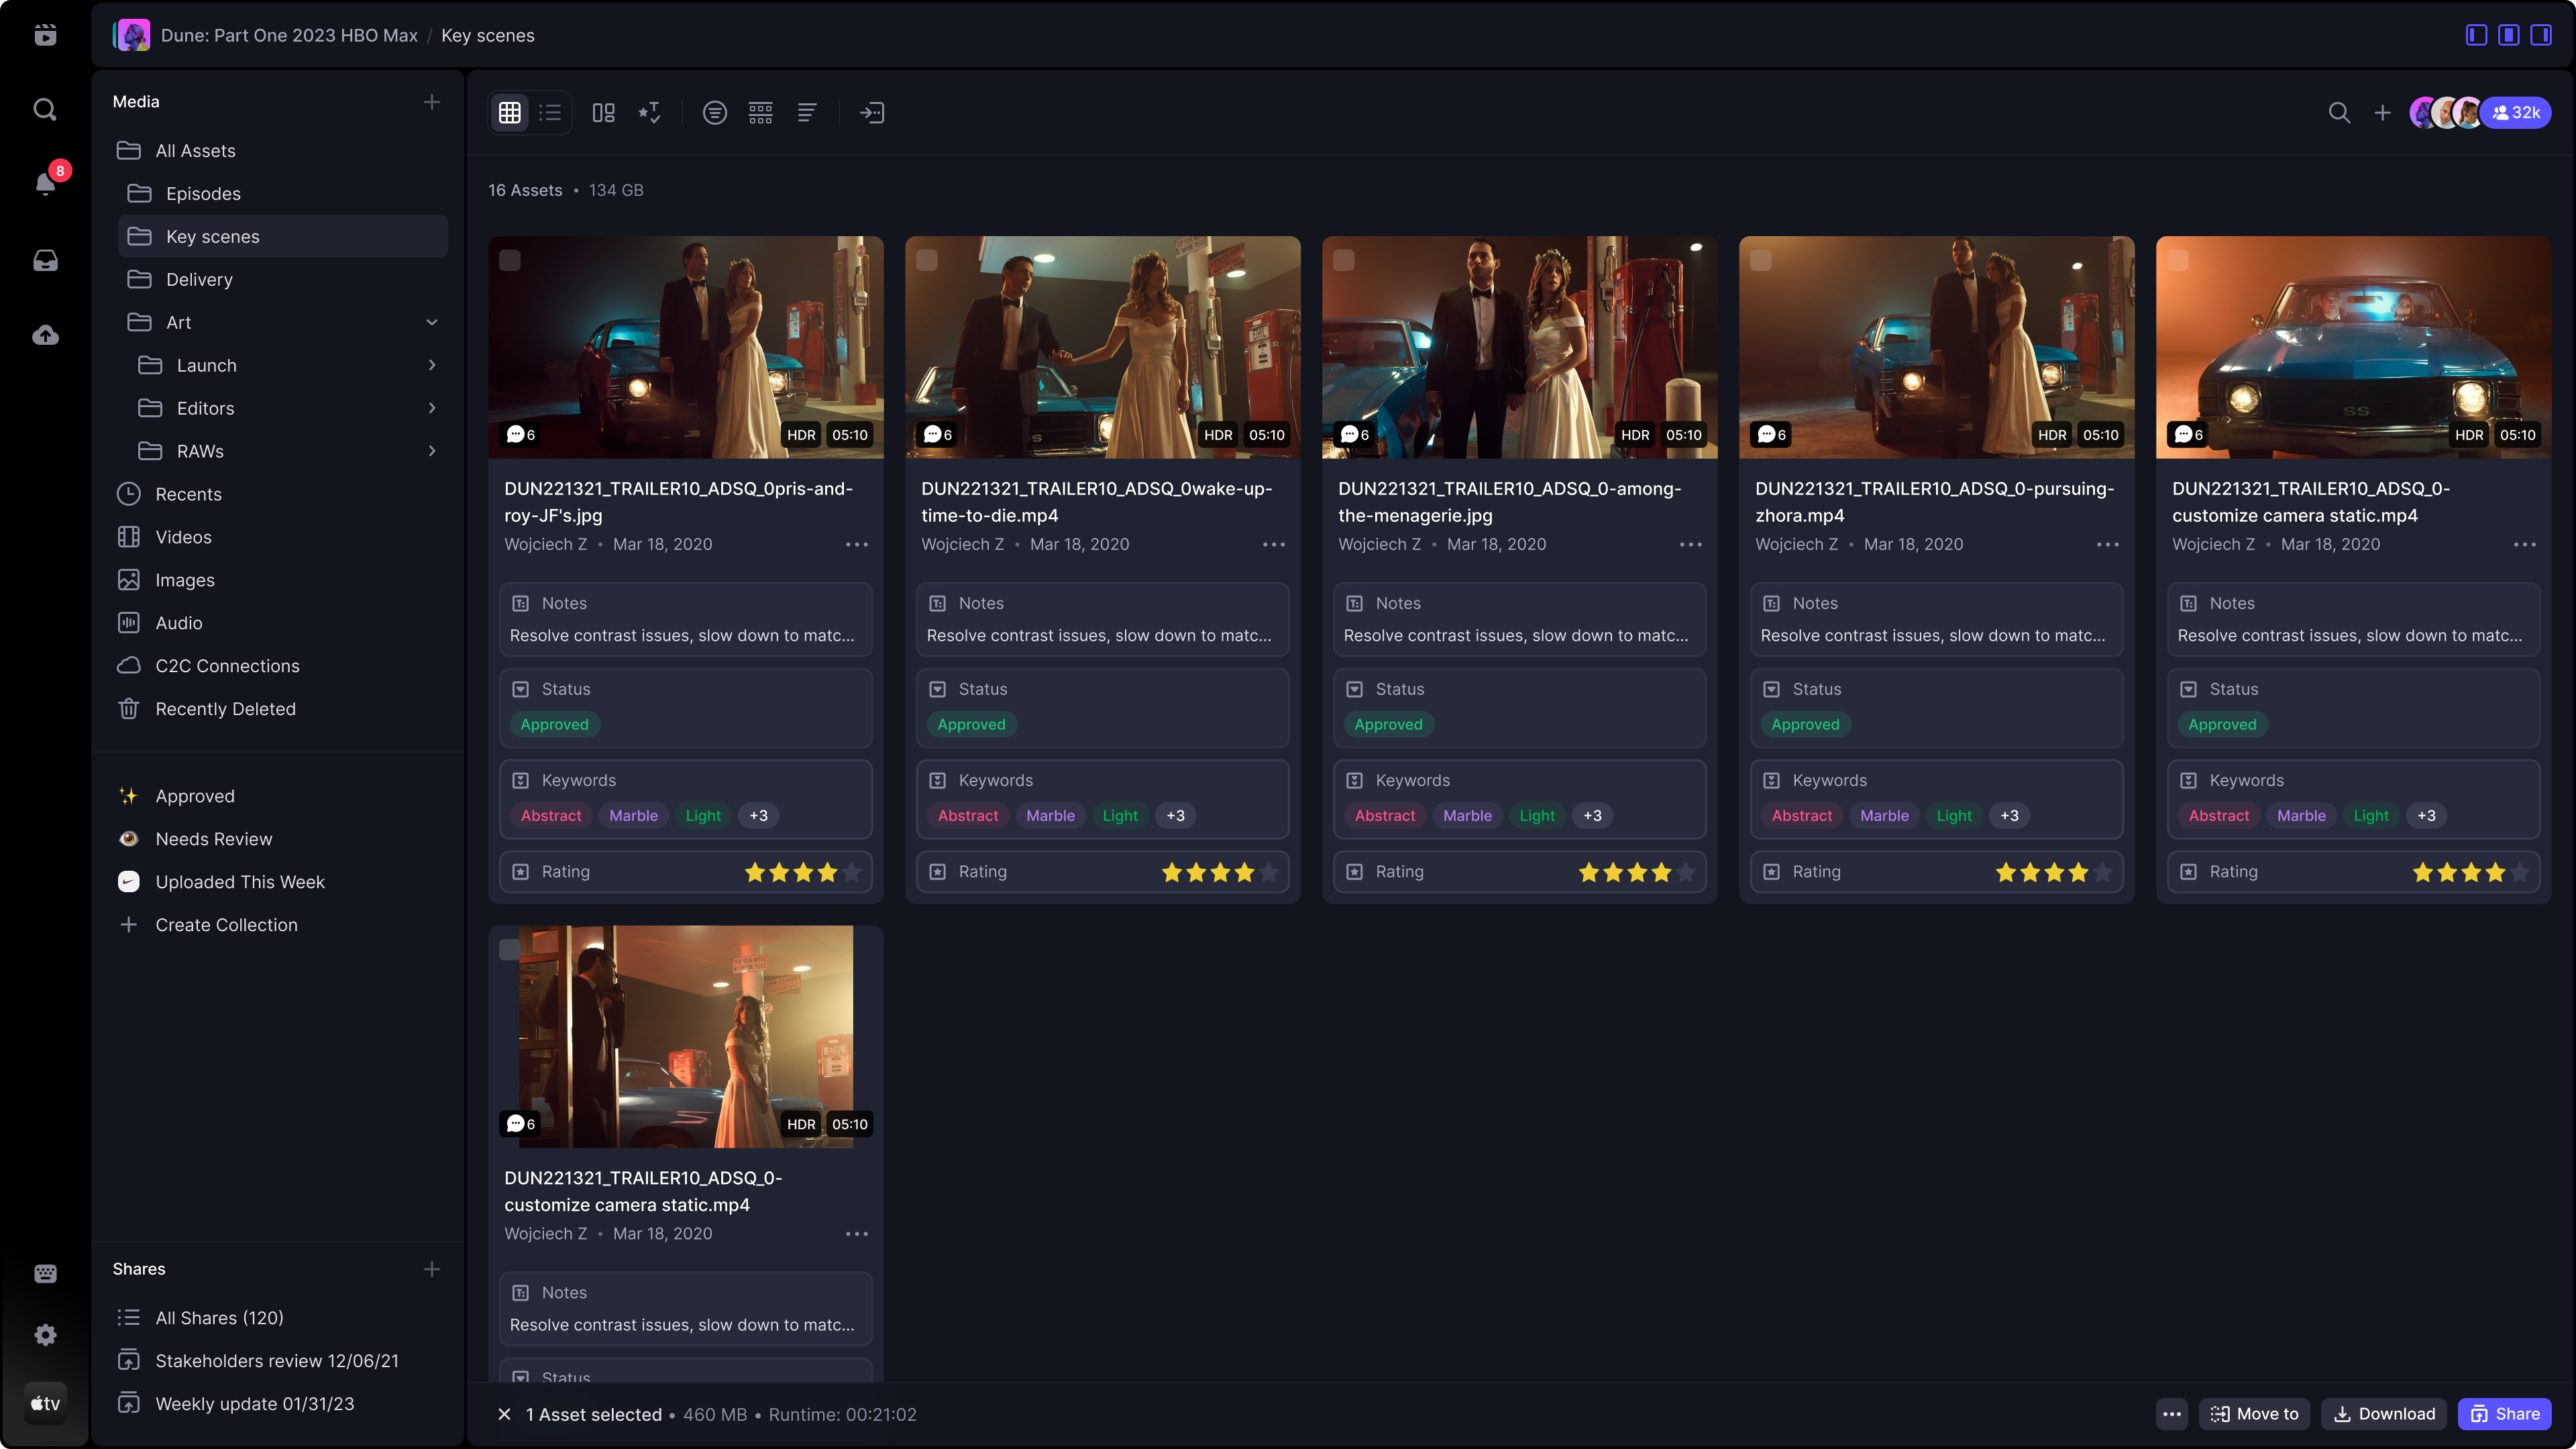 Dune: Part One 2023 HBO Max / Key scenes
8
Media
All Assets
Episodes
Key scenes
Delivery
Art
Launch
Editors
RAWs
Recents
Videos
Images
Audio
C2C Connections
Recently Deleted
Approved
Needs Review
Uploaded This Week
Create Collection
Shares
All Shares (120)
Stakeholders review 12/06/21
Weekly update 01/31/23
tv
32k
16 Assets • 134 GB
6 HDR 05:10
DUN221321_TRAILER10_ADSQ_0pris-and-
roy-JF's.jpg
Wojciech Z • Mar 18, 2020
Notes
Resolve contrast issues, slow down to matc...
Status
Approved
Keywords
Abstract Marble Light +3
Rating
6 HDR 05:10
DUN221321_TRAILER10_ADSQ_0wake-up-
time-to-die.mp4
Wojciech Z • Mar 18, 2020
Notes
Resolve contrast issues, slow down to matc...
Status
Approved
Keywords
Abstract Marble Light +3
Rating
6 HDR 05:10
DUN221321_TRAILER10_ADSQ_0-among-
the-menagerie.jpg
Wojciech Z • Mar 18, 2020
Notes
Resolve contrast issues, slow down to matc...
Status
Approved
Keywords
Abstract Marble Light +3
Rating
6 HDR 05:10
DUN221321_TRAILER10_ADSQ_0-pursuing-
zhora.mp4
Wojciech Z • Mar 18, 2020
Notes
Resolve contrast issues, slow down to matc...
Status
Approved
Keywords
Abstract Marble Light +3
Rating
SS
6 HDR 05:10
DUN221321_TRAILER10_ADSQ_0-
customize camera static.mp4
Wojciech Z • Mar 18, 2020
Notes
Resolve contrast issues, slow down to matc...
Status
Approved
Keywords
Abstract Marble Light +3
Rating
6 HDR 05:10
DUN221321_TRAILER10_ADSQ_0-
customize camera static.mp4
Wojciech Z • Mar 18, 2020
Notes
Resolve contrast issues, slow down to matc...
Status
1 Asset selected • 460 MB • Runtime: 00:21:02
Move to
Download
Share